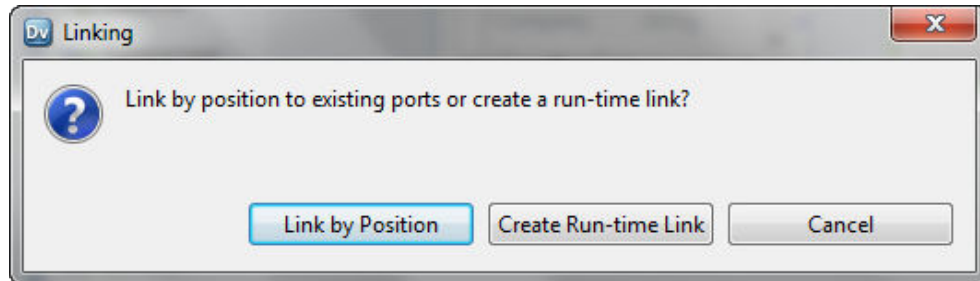 Dv Linking
x
Link by position to existing ports or create a run-time link?
?
Link by Position Create Run-time Link Cancel